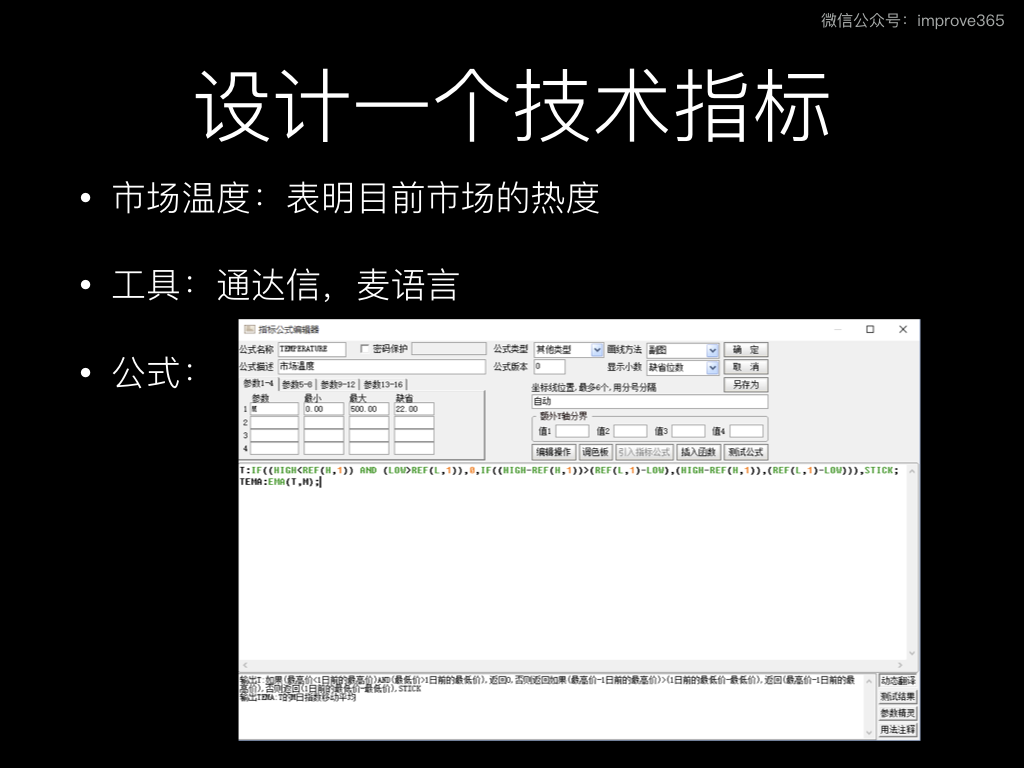 微信公众号：improve365
设计一个技术指标
• 市场温度：表明目前市场的热度
• 工具：通达信，麦语言
• 公式：
指标公式编辑器
公式名称 TEMPERATURE 密码保护 公式类型 其他类型 画线方法 副图 确 定
公式描述 市场温度 公式版本 0 显示小数 缺省位数 取 消
参数1-4 参数5-8 参数9-12 参数13-16 坐标线位置,最多6个,用分号分隔 另存为
参数 最小 最大 缺省 自动
1 M 0.00 500.00 22.00 额外Y轴分界
2 值1 值2 值3 值4
3
4 编辑操作 调色板 引入指标公式 插入函数 测试公式
T:IF((HIGH<REF(H,1)) AND (LOW>REF(L,1)),0,IF((HIGH-REF(H,1))>(REF(L,1)-LOW),(HIGH-REF(H,1)),(REF(L,1)-LOW))),STICK;
TEMA:EMA(T,M);
输出T:如果(最高价<1日前的最高价)AND(最低价>1日前的最低价),返回0,否则返回如果(最高价-1日前的最高价)>(1日前的最低价-最低价),返回(最高价-1日前的最
高价),否则返回(1日前的最低价-最低价),STICK
输出TEMA:T的M日指数移动平均
动态翻译
测试结果
参数精灵
用法注释